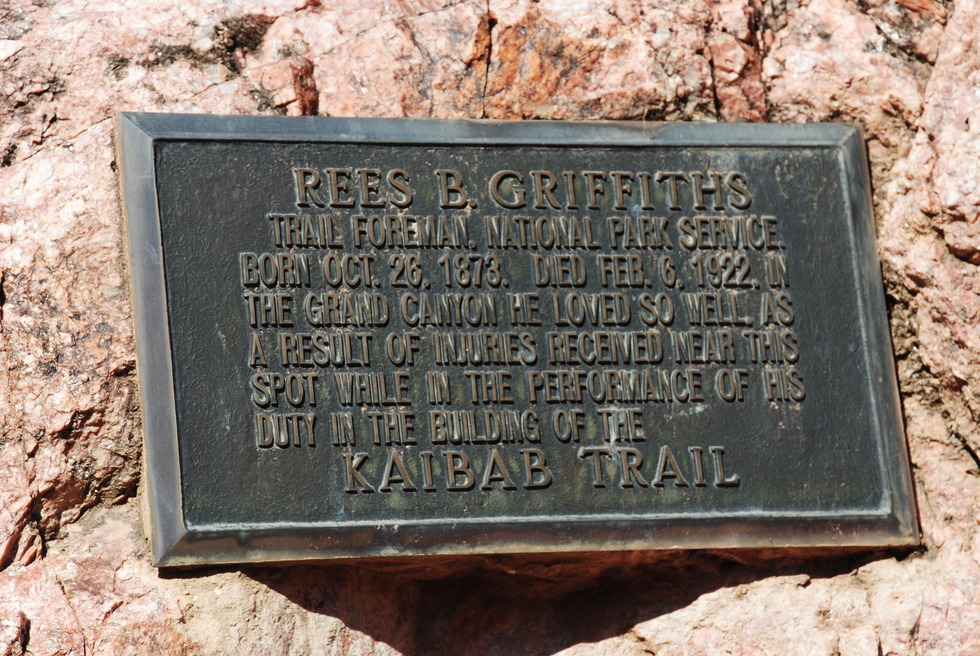 REES B. GRIFFITHS
TRAIL FOREMAN, NATIONAL PARK SERVICE.
BORN OCT. 26, 1873. DIED FEB. 6, 1922, IN
THE GRAND CANYON HE LOVED SO WELL, AS
A RESULT OF INJURIES RECEIVED NEAR THIS
SPOT WHILE IN THE PERFORMANCE OF HIS
DUTY IN THE BUILDING OF THE
KAIBAB TRAIL